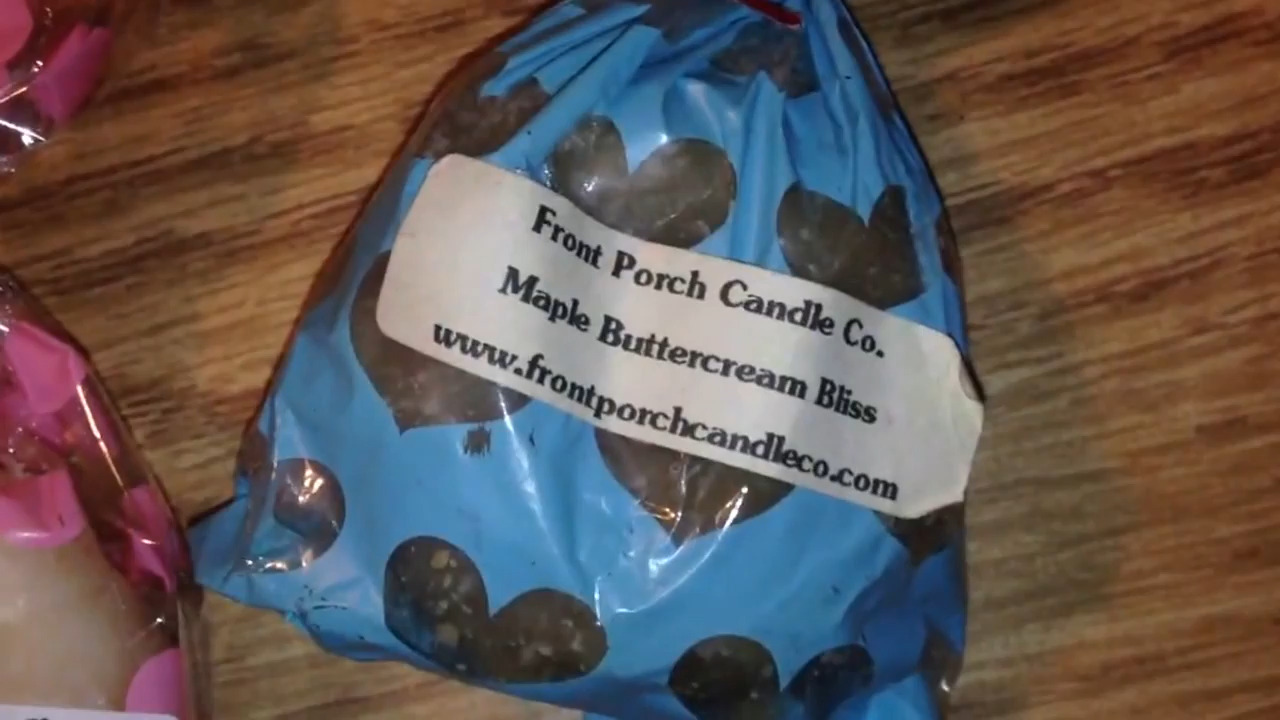 Front Porch Candle Co.
Maple Buttercream Bliss
www.frontporchcandleco.com